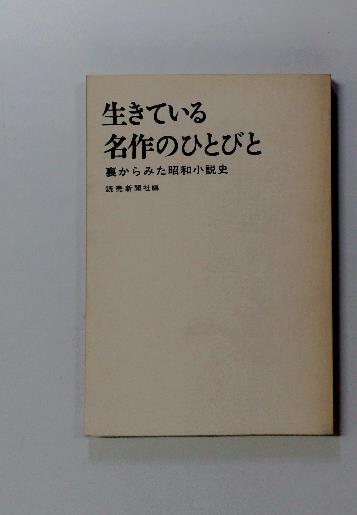 生きている
名作のひとびと
裏からみた昭和小説史
読売新聞社編